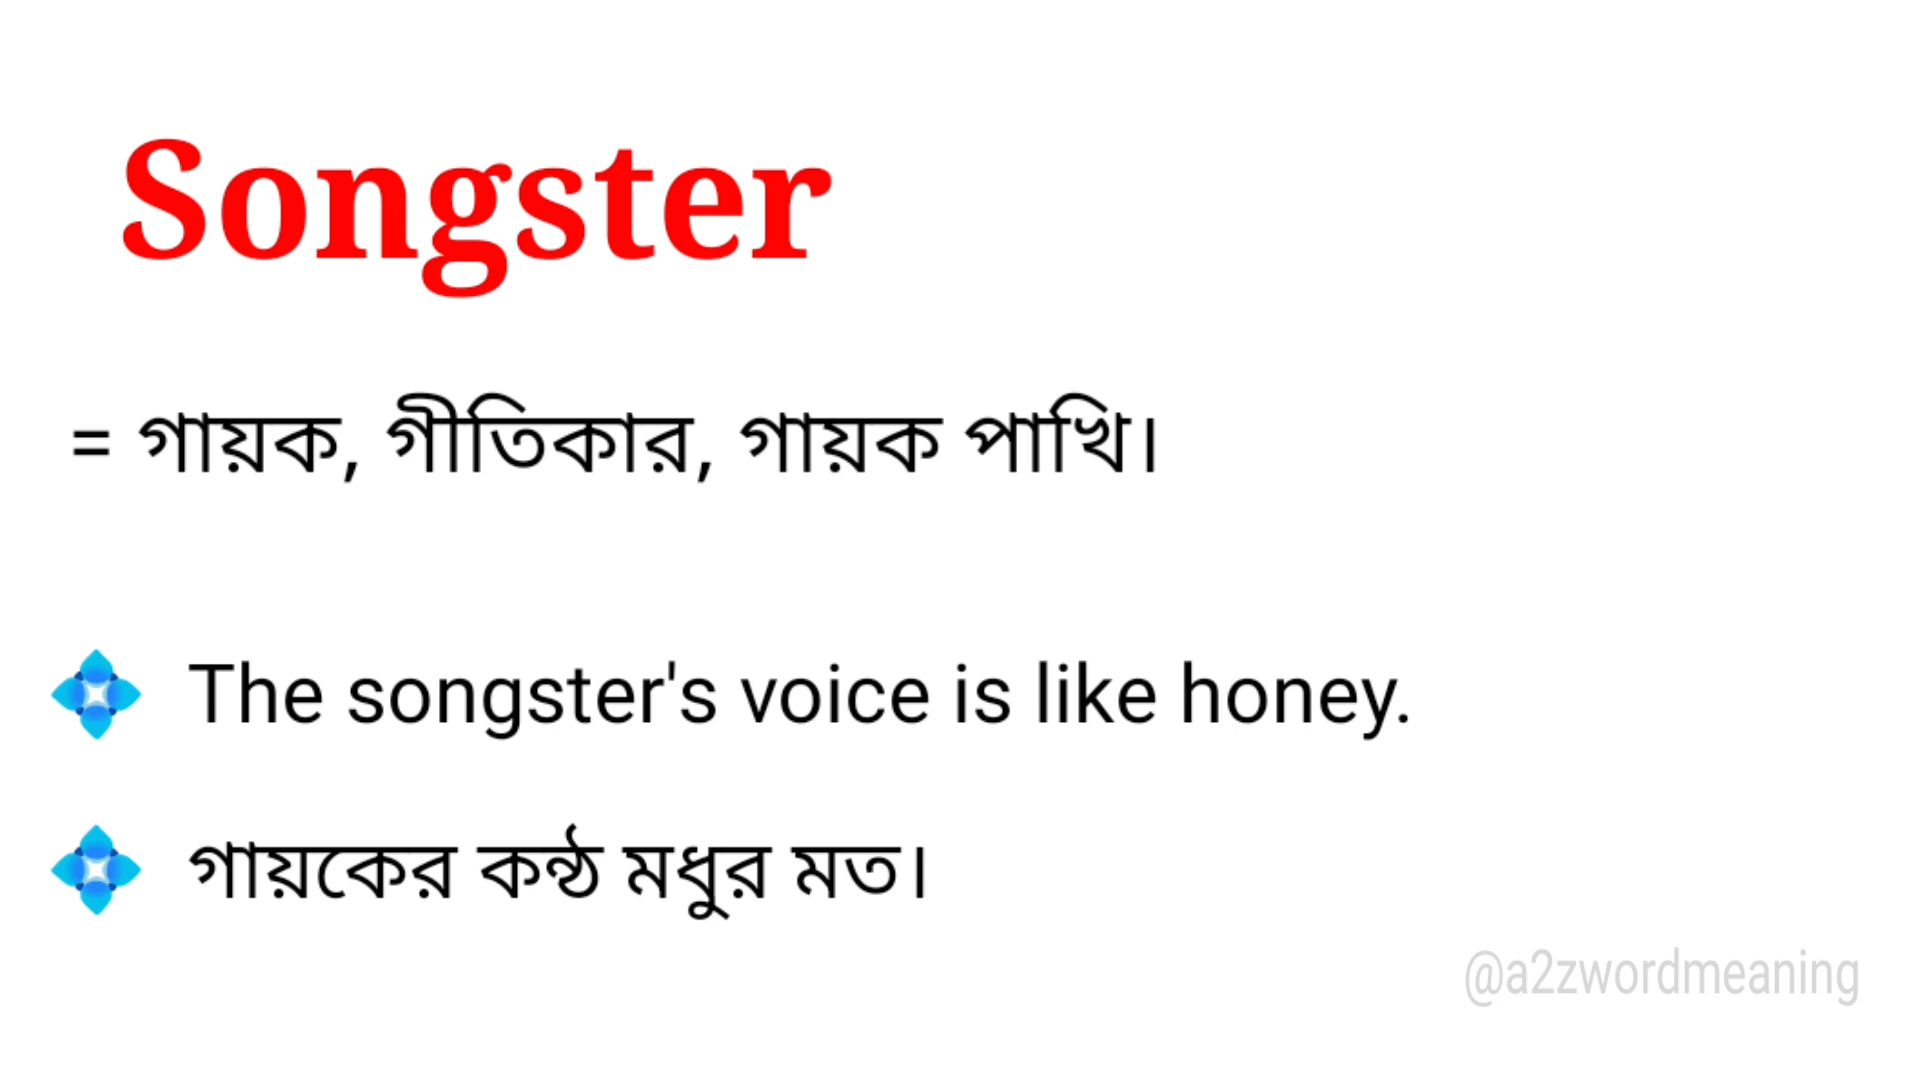 Songster
= গায়ক, গীতিকার, গায়ক পাখি।
The songster's voice is like honey.
গায়কের কন্ঠ মধুর মত।
@a2zwordmeaning